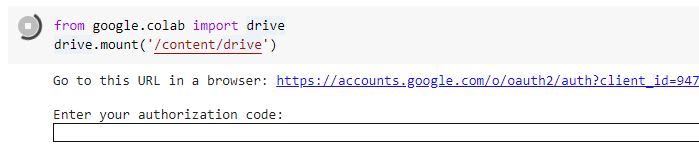 from google.colab import drive
drive.mount('/content/drive')
Go to this URL in a browser: https://accounts.google.com/o/oauth2/auth?client_id=947
Enter your authorization code: